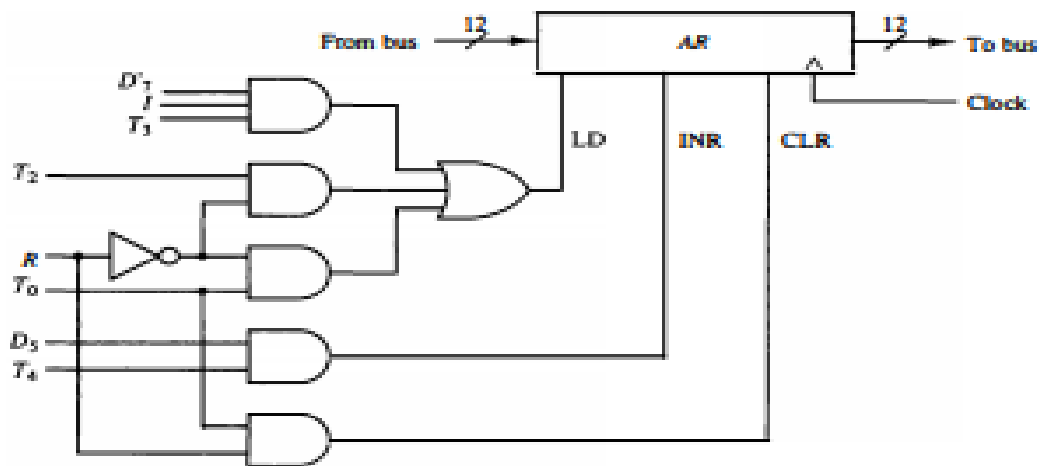 12
12
From bus
AR
To bus
D'₇
I
T₃
Clock
LD
INR
CLR
T₂
R
T₀
D₅
T₄